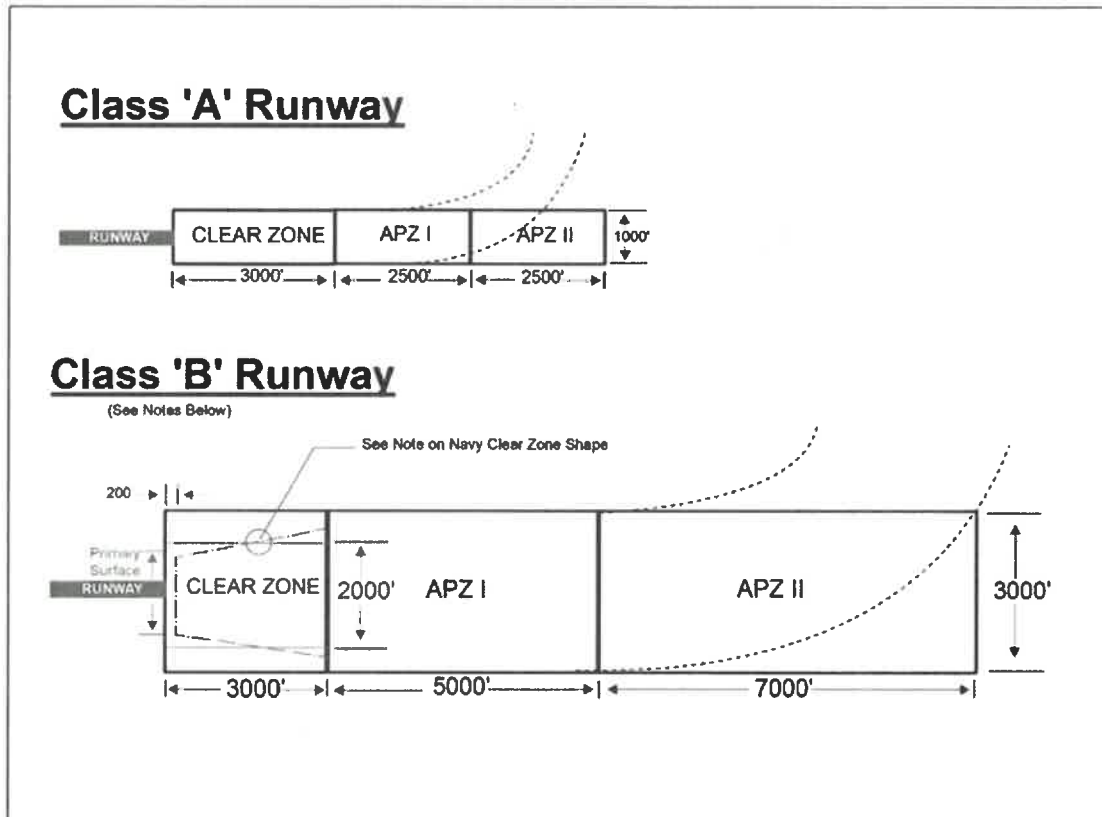 Class 'A' Runway
RUNWAY
CLEAR ZONE
APZ I
APZ II
1000'
3000'
2500'
2500'
Class 'B' Runway
(See Notes Below)
See Note on Navy Clear Zone Shape
200
Primary
Surface
RUNWAY
CLEAR ZONE
2000'
APZ I
APZ II
3000'
3000'
5000'
7000'